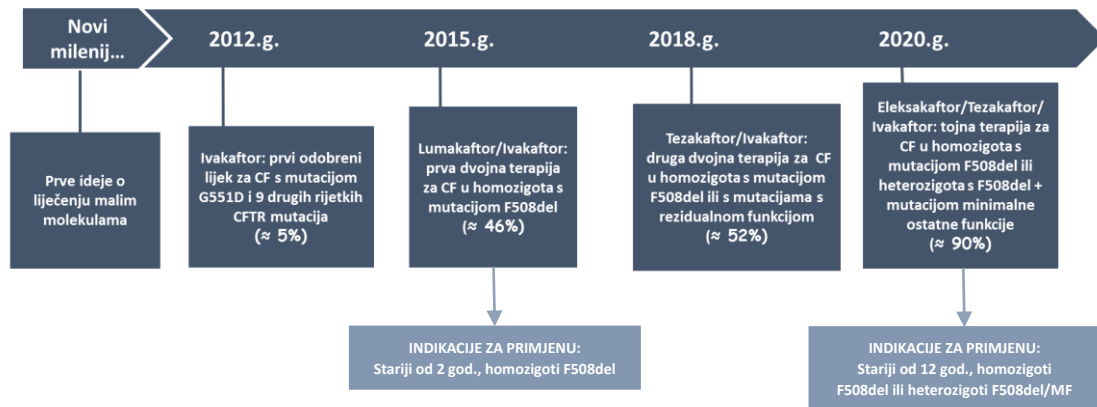 Novi
milenij...
2012.g.
2015.g.
2018.g.
2020.g.
Prve ideje o
liječenju malim
molekulama
Ivakaftor: prvi odobreni
lijek za CF s mutacijom
G551D i 9 drugih rijetkih
CFTR mutacija
(≈ 5%)
Lumakaftor/Ivakaftor:
prva dvojna terapija
za CF u homozigota s
mutacijom F508del
(≈ 46%)
Tezakaftor/Ivakaftor:
druga dvojna terapija za CF
u homozigota s mutacijom
F508del ili s mutacijama s
rezidualnom funkcijom
(≈ 52%)
Eleksakaftor/Tezakaftor/
Ivakaftor: tojna terapija za
CF u homozigota s
mutacijom F508del ili
heterozigota s F508del +
mutacijom minimalne
ostatne funkcije
(≈ 90%)
INDIKACIJE ZA PRIMJENU:
Stariji od 2 god., homozigoti F508del
INDIKACIJE ZA PRIMJENU:
Stariji od 12 god., homozigoti
F508del ili heterozigoti F508del/MF